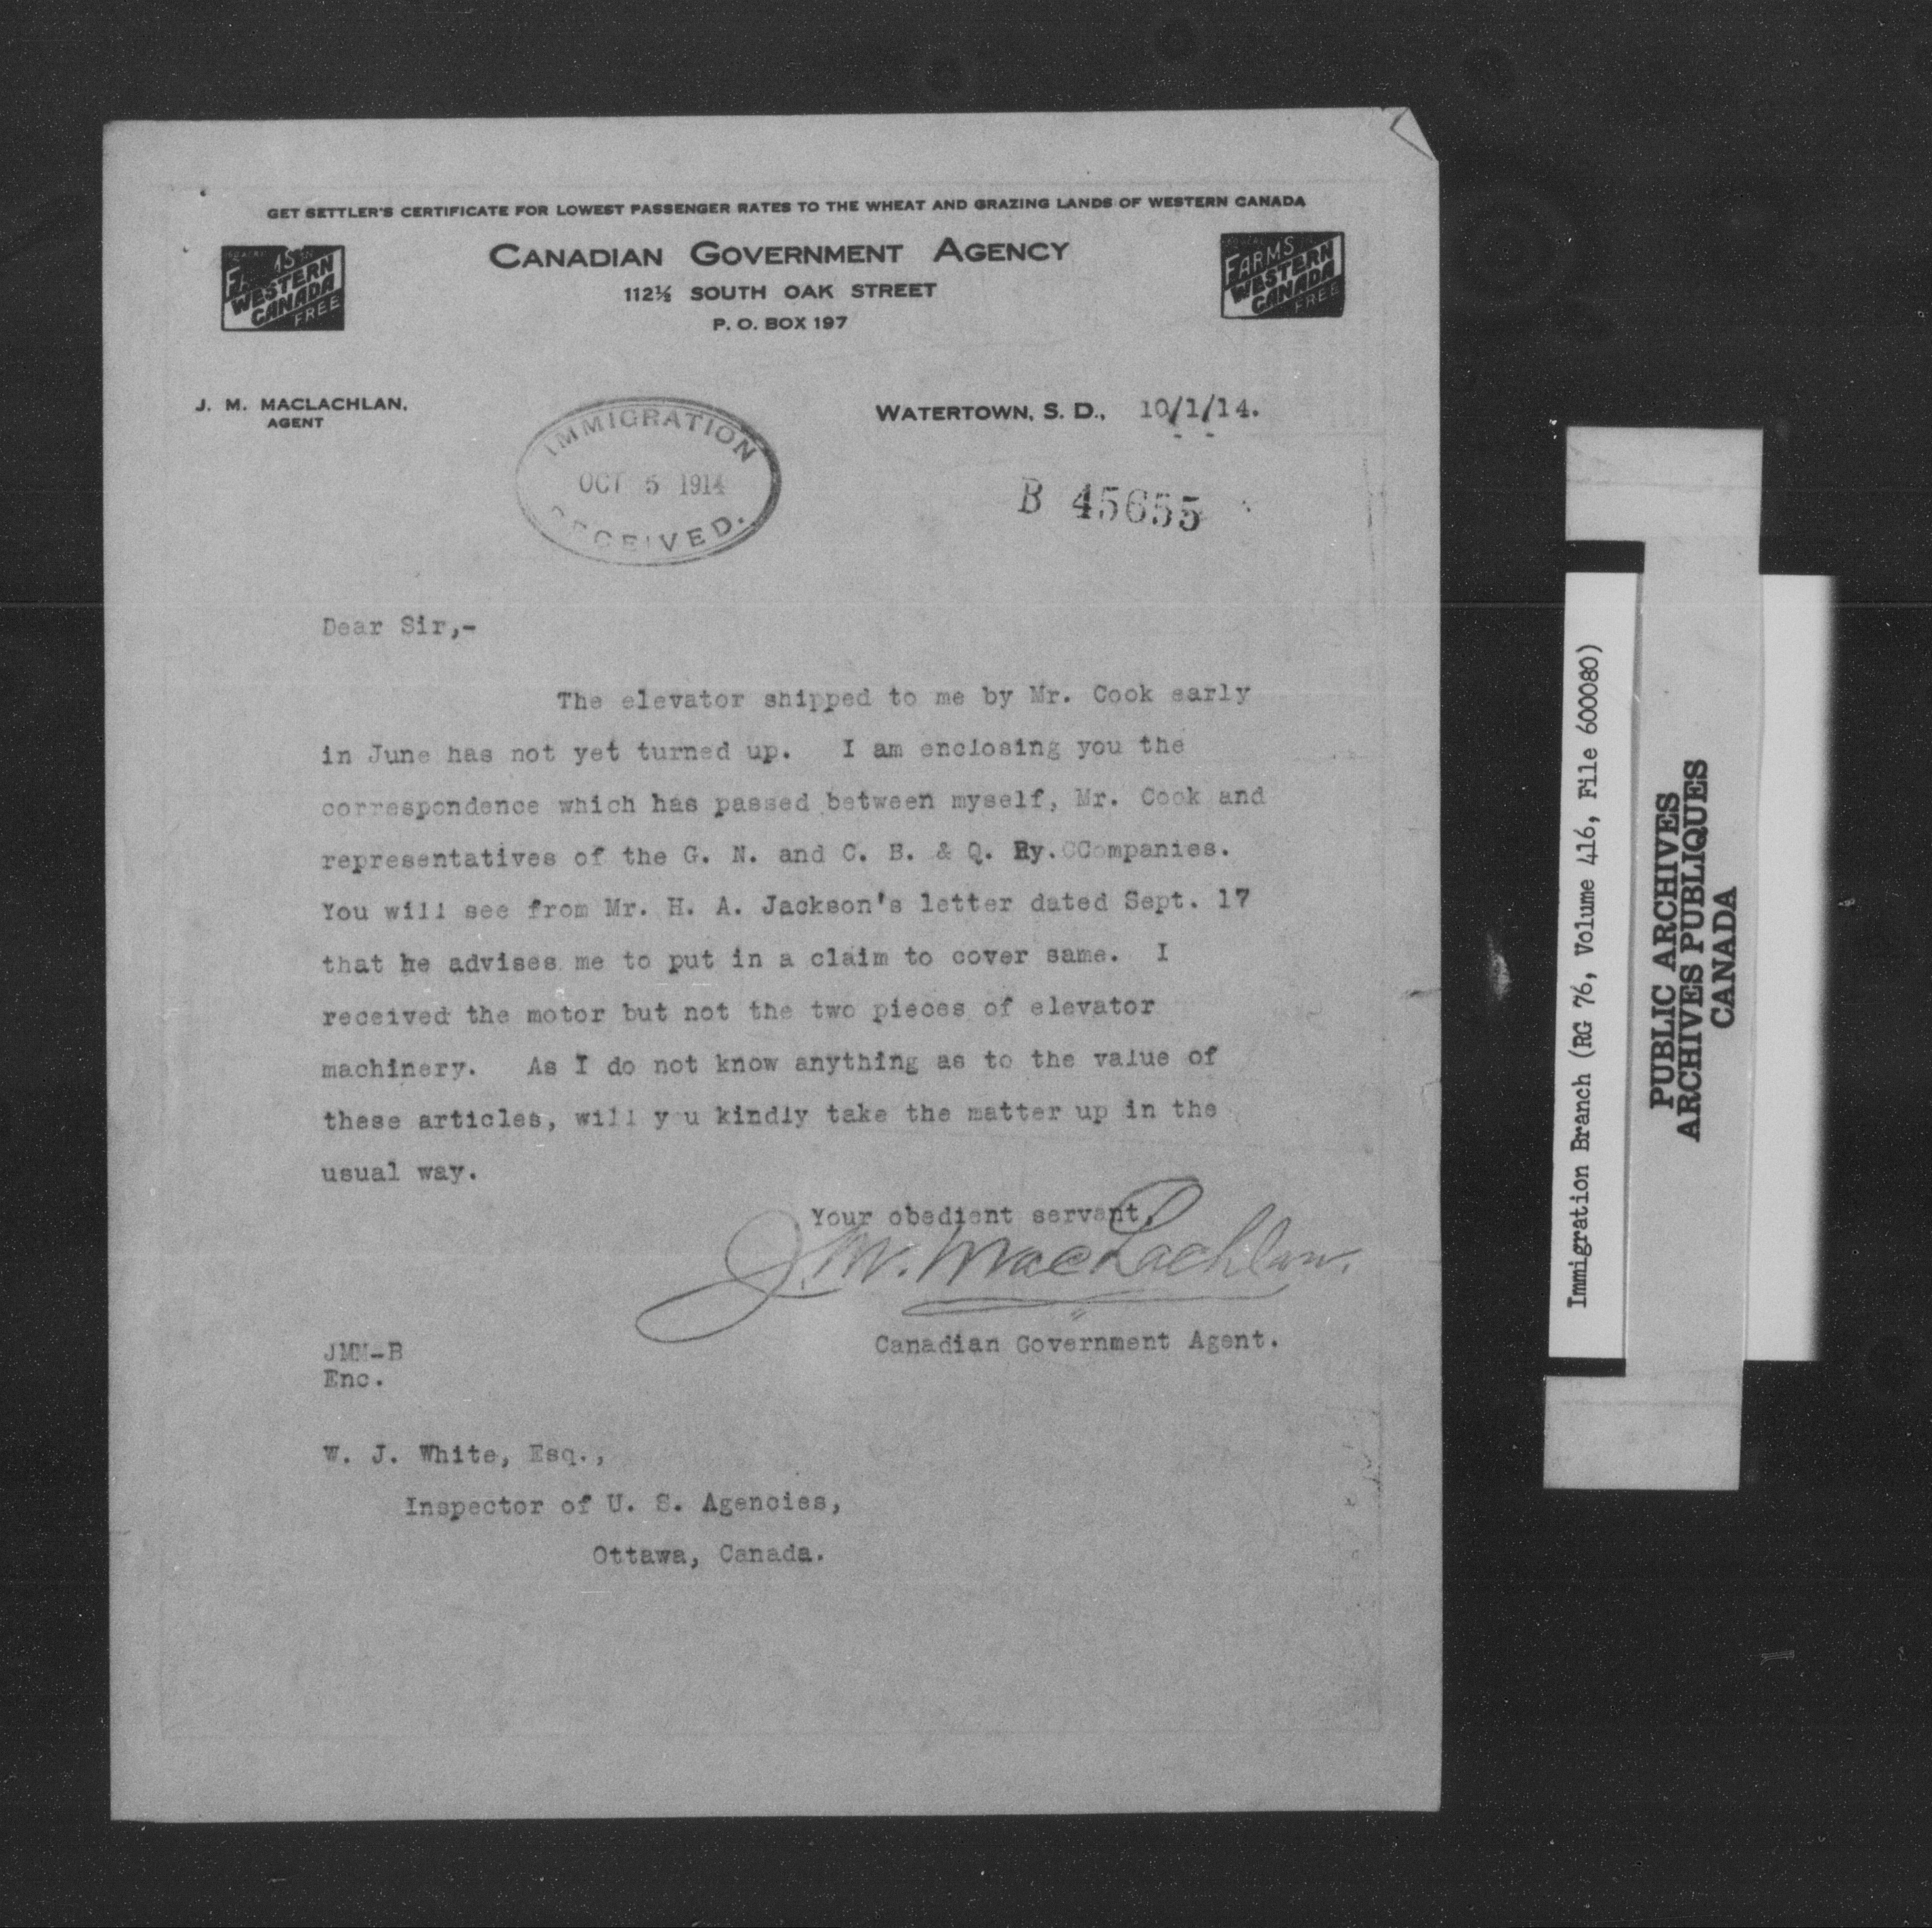 GET SETTLER'S CERTIFICATE FOR LOWEST PASSENGER RATES TO THE WHEAT AND GRAZING LANDS OF WESTERN CANADA
CANADIAN GOVERNMENT AGENCY
112½ SOUTH OAK STREET
P. O. BOX 197
FARMS
WESTERN
CANADA
FREE
FARMS
WESTERN
CANADA
FREE
J. M. MACLACHLAN,
AGENT
WATERTOWN, S. D., 10/1/14.
IMMIGRATION
OCT 5 1914
RECEIVED.
B 45655
Dear Sir,-
The elevator shipped to me by Mr. Cook early
in June has not yet turned up. I am enclosing you the
correspondence which has passed between myself, Mr. Cook and
representatives of the G. N. and C. B. & Q. Ry. CCompanies.
You will see from Mr. H. A. Jackson's letter dated Sept. 17
that he advises me to put in a claim to cover same. I
received the motor but not the two pieces of elevator
machinery. As I do not know anything as to the value of
these articles, will y u kindly take the matter up in the
usual way.
Your obedient servant,
J. M. MacLachlan.
Canadian Government Agent.
JMM-B
Enc.
W. J. White, Esq.,
Inspector of U. S. Agencies,
Ottawa, Canada.
Immigration Branch (RG 76, Volume 416, File 600080)
PUBLIC ARCHIVES
ARCHIVES PUBLIQUES
CANADA